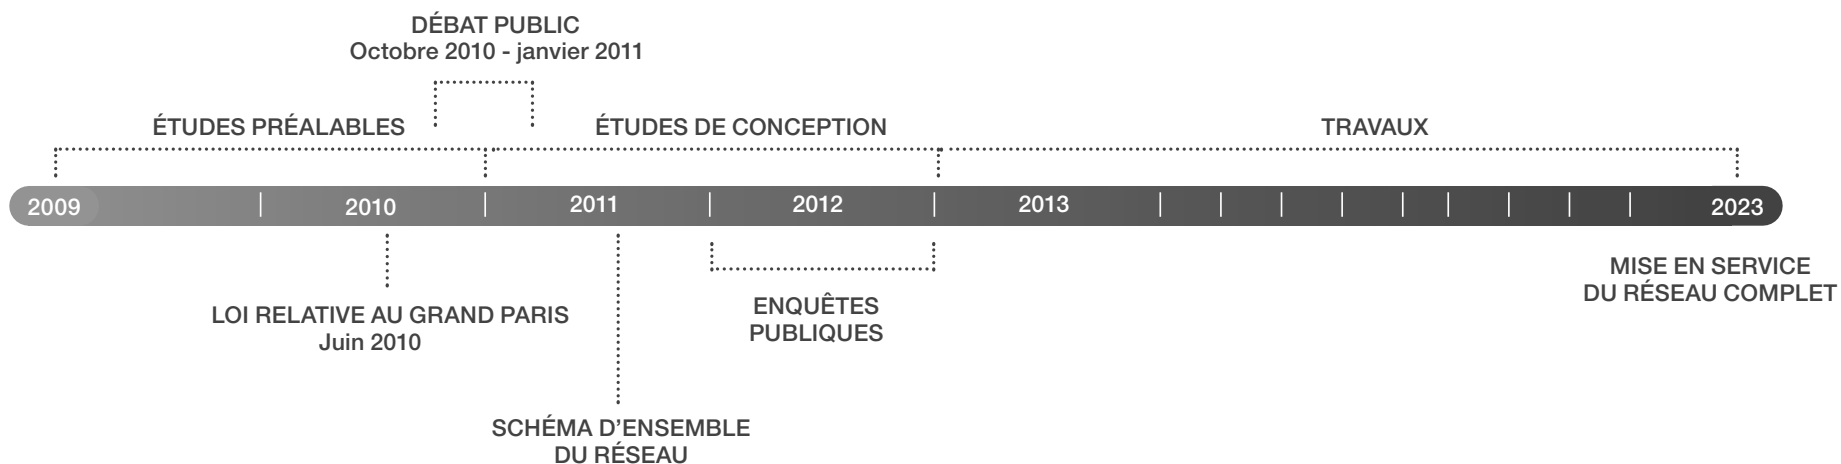 DÉBAT PUBLIC
Octobre 2010 - janvier 2011
ÉTUDES PRÉALABLES
ÉTUDES DE CONCEPTION
TRAVAUX
2009
2010
2011
2012
2013
2023
LOI RELATIVE AU GRAND PARIS
Juin 2010
SCHÉMA D’ENSEMBLE
DU RÉSEAU
ENQUÊTES
PUBLIQUES
MISE EN SERVICE
DU RÉSEAU COMPLET